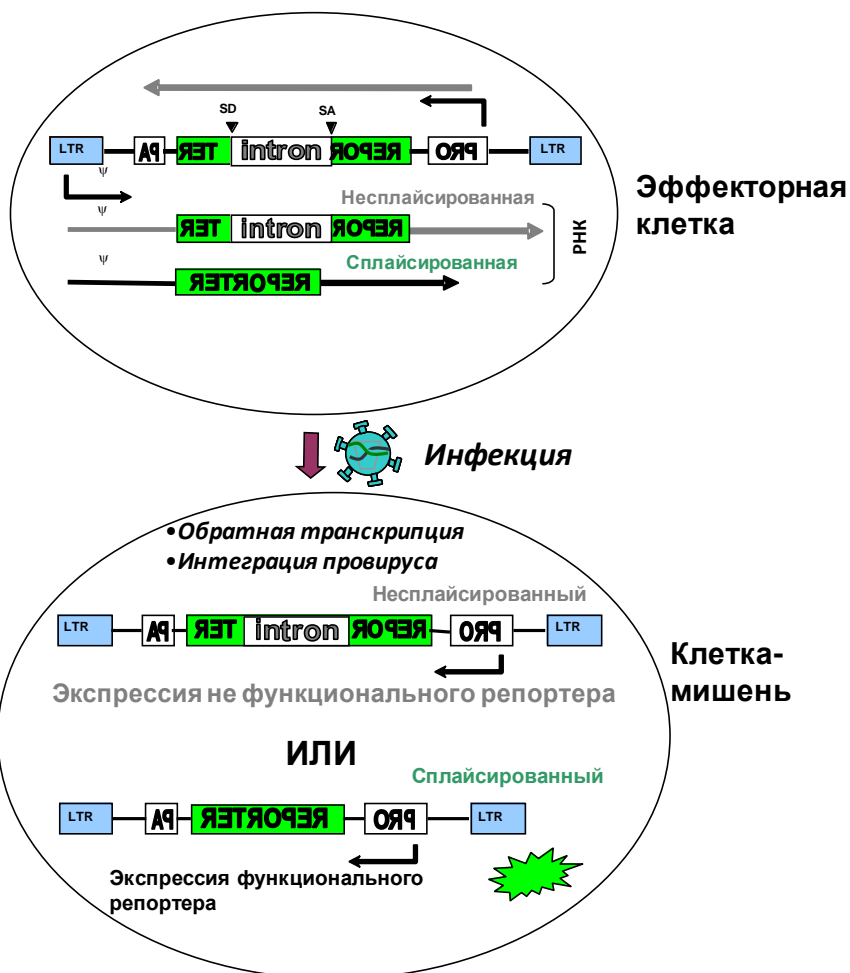 SD SA
LTR PA TER intron REPOR PRO LTR
ψ
Несплайсированная
ψ
TER intron REPOR
Сплайсированная
ψ
REPORTER
РНК
Эффекторная
клетка
Инфекция
•Обратная транскрипция
•Интеграция провируса
Несплайсированный
LTR PA TER intron REPOR PRO LTR
Экспрессия не функционального репортера
Клетка-
мишень
ИЛИ
Сплайсированный
LTR PA REPORTER PRO LTR
Экспрессия функционального
репортера